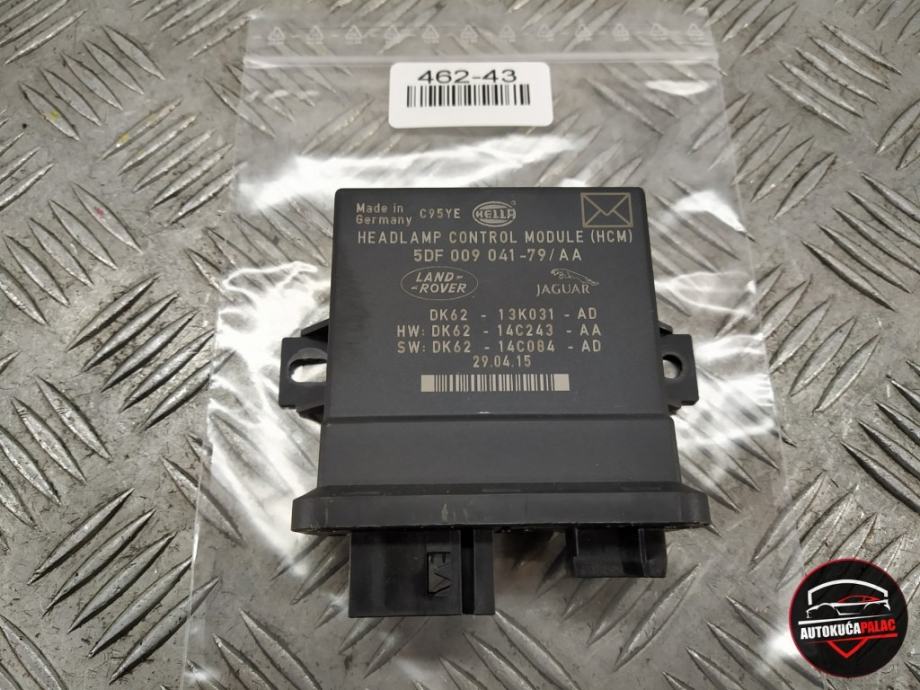 462-43
Made in
Germany
C95YE
HELLA
HEADLAMP CONTROL MODULE (HCM)
5DF 009 041-79/AA
LAND-
-ROVER
JAGUAR
DK62 - 13K031 - AD
HW: DK62 - 14C243 - AA
SW: DK62 - 14C084 - AD
29.04.15
AUTOKUĆAPALAC